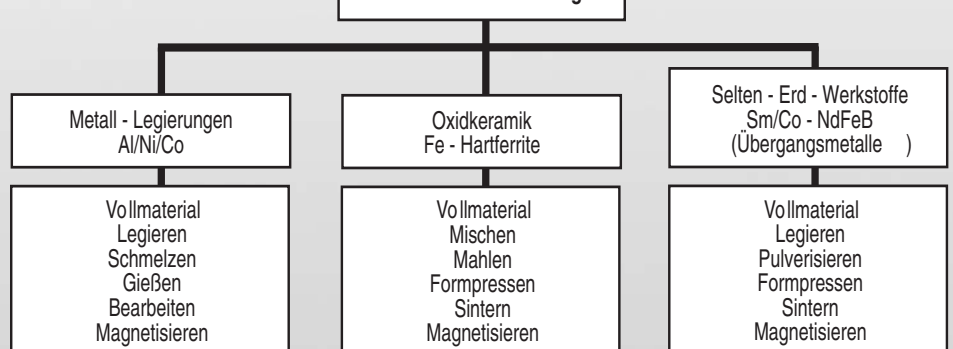 Metall - Legierungen
Al/Ni/Co
Oxidkeramik
Fe - Hartferrite
Selten - Erd - Werkstoffe
Sm/Co - NdFeB
(Übergangsmetalle )
Vollmaterial
Legieren
Schmelzen
Gießen
Bearbeiten
Magnetisieren
Vollmaterial
Mischen
Mahlen
Formpressen
Sintern
Magnetisieren
Vollmaterial
Legieren
Pulverisieren
Formpressen
Sintern
Magnetisieren